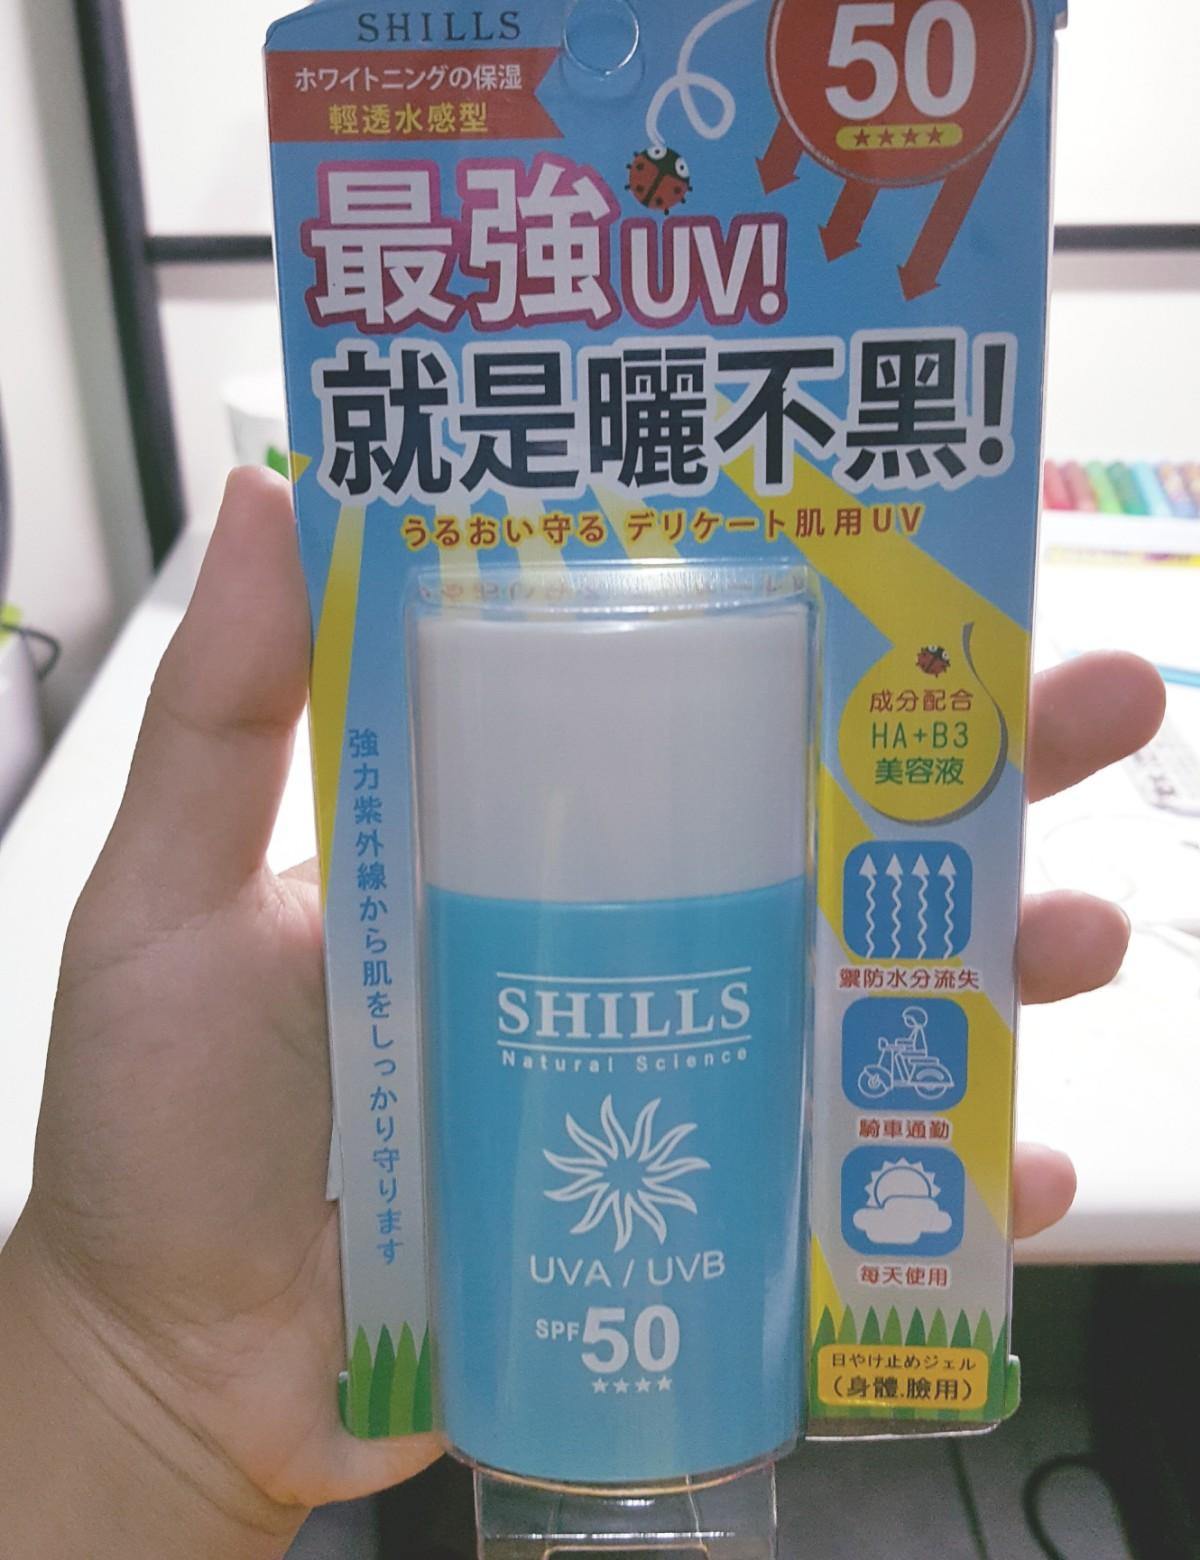 SHILLS
ホワイトニングの保湿
輕透水感型
50
★★★★
最強UV!
就是曬不黑!
うるおい守る デリケート肌用UV
強力紫外線から肌をしっかり守ります
成分配合
HA+B3
美容液
禦防水分流失
騎車通勤
每天使用
日やけ止めジェル
(身體.臉用)
SHILLS
Natural Science
UVA / UVB
SPF50
★★★★